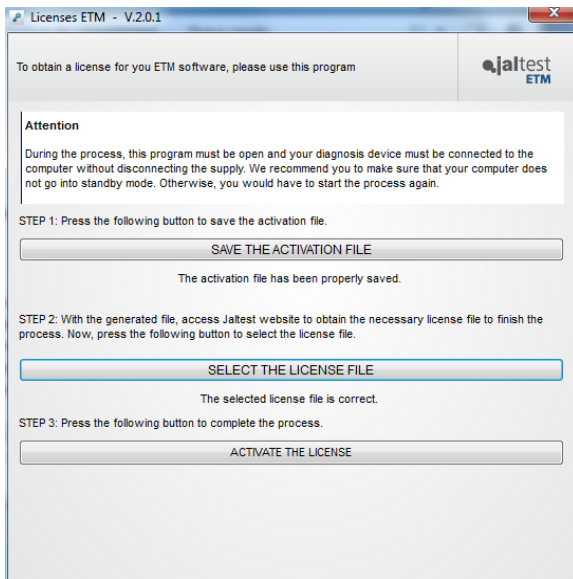 Licenses ETM - V.2.0.1
To obtain a license for you ETM software, please use this program
jaltest
ETM
Attention
During the process, this program must be open and your diagnosis device must be connected to the
computer without disconnecting the supply. We recommend you to make sure that your computer does
not go into standby mode. Otherwise, you would have to start the process again.
STEP 1: Press the following button to save the activation file.
SAVE THE ACTIVATION FILE
The activation file has been properly saved.
STEP 2: With the generated file, access Jaltest website to obtain the necessary license file to finish the
process. Now, press the following button to select the license file.
SELECT THE LICENSE FILE
The selected license file is correct.
STEP 3: Press the following button to complete the process.
ACTIVATE THE LICENSE